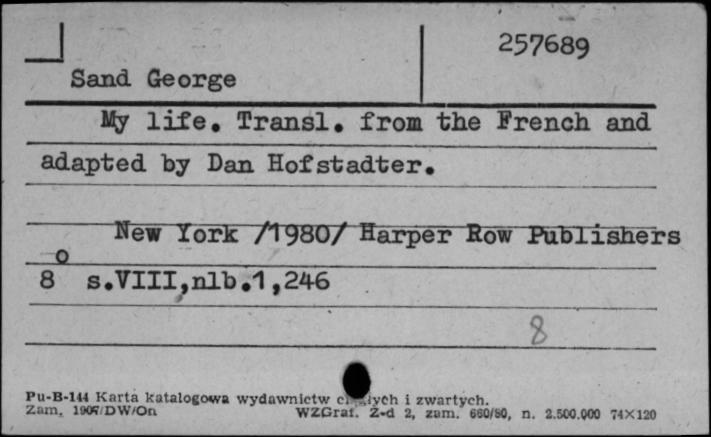 257689
Sand George
My life. Transl. from the French and
adapted by Dan Hofstadter.
New York /1980/ Harper Row Publishers
8° s.VIII,nlb.1,246
8
Pu-B-144 Karta katalogowa wydawnictw i zwartych.
Zam. DW/On WZGraf. Z-d 2, zam. 660/80, n. 2.500.000 74×120